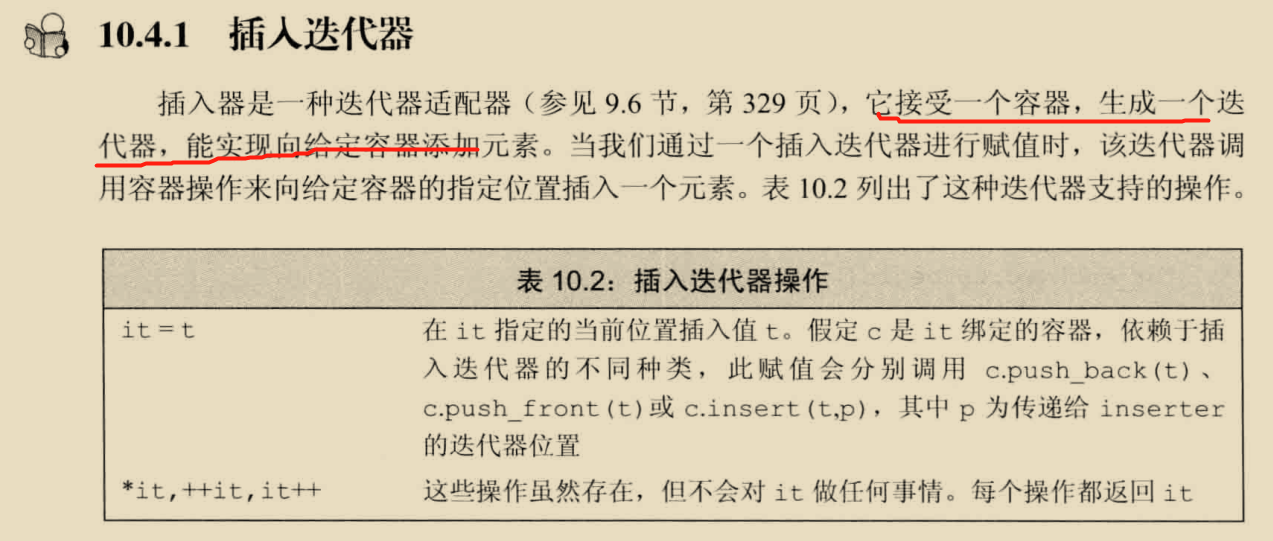 10.4.1 插入迭代器
插入器是一种迭代器适配器（参见 9.6 节，第 329 页），它接受一个容器，生成一个迭
代器，能实现向给定容器添加元素。当我们通过一个插入迭代器进行赋值时，该迭代器调
用容器操作来向给定容器的指定位置插入一个元素。表 10.2 列出了这种迭代器支持的操作。
表 10.2：插入迭代器操作
it = t 在 it 指定的当前位置插入值 t。假定 c 是 it 绑定的容器，依赖于插
入迭代器的不同种类，此赋值会分别调用 c.push_back(t)、
c.push_front(t)或 c.insert(t,p)，其中 p 为传递给 inserter
的迭代器位置
*it,++it,it++ 这些操作虽然存在，但不会对 it 做任何事情。每个操作都返回 it